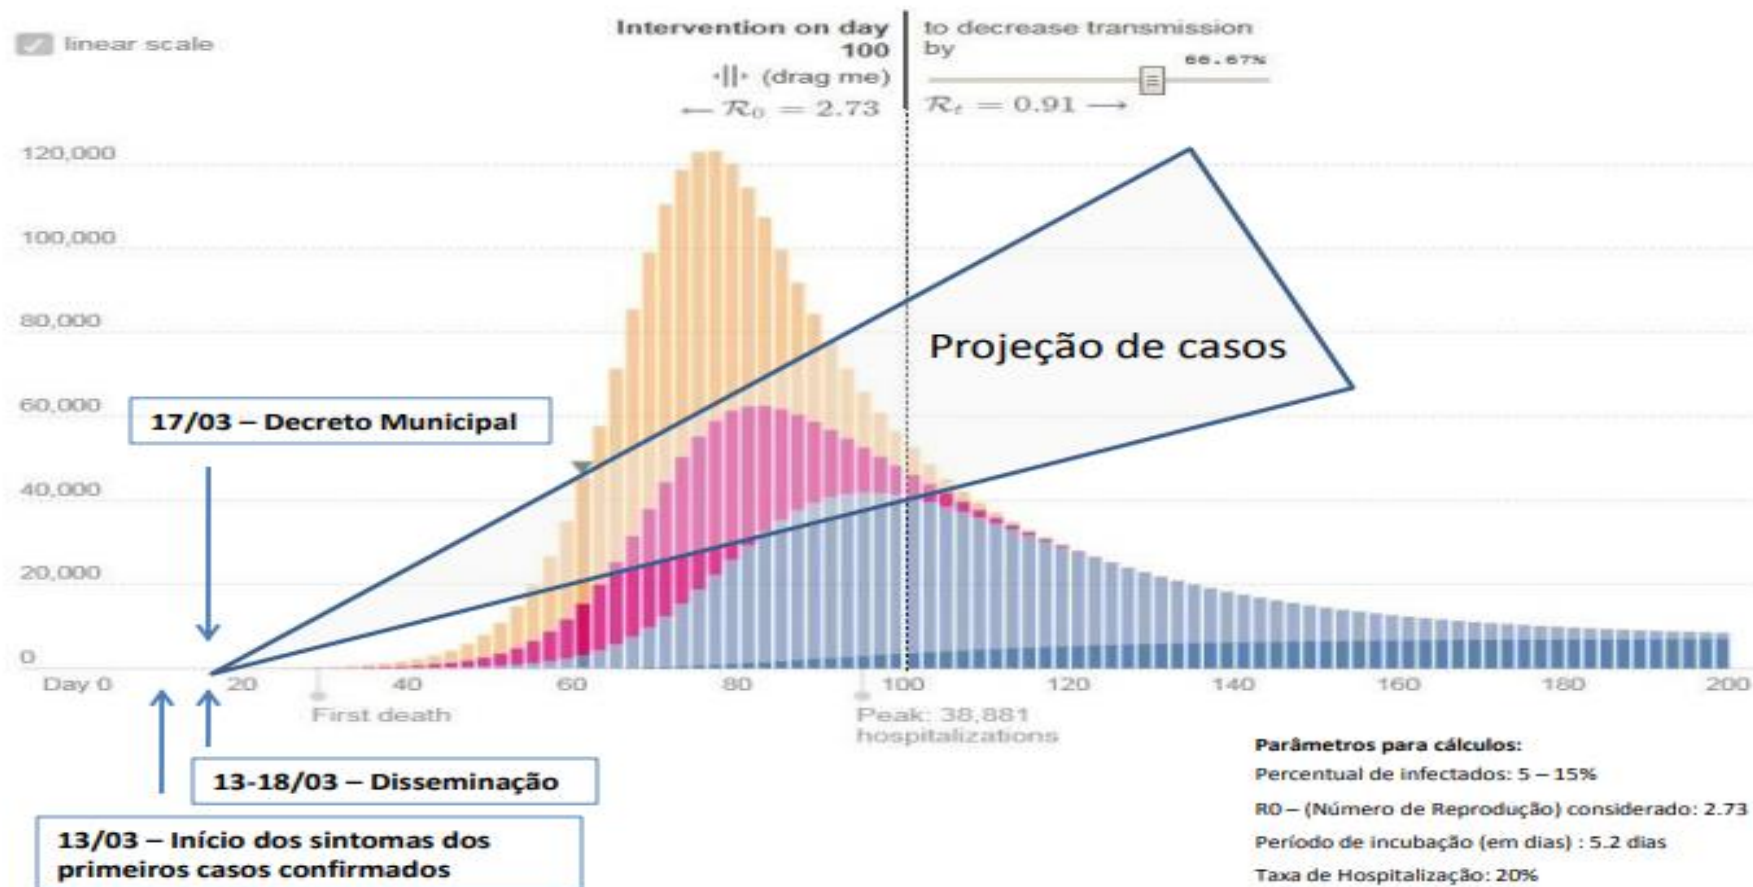 linear scale
Intervention on day
100
(drag me)
← R₀ = 2.73
to decrease transmission
by
66.67%
Rₜ = 0.91 →
120,000
100,000
80,000
60,000
40,000
20,000
0
Projeção de casos
17/03 – Decreto Municipal
Day 0 20 40 60 80 100 120 140 160 180 200
First death
Peak: 38,881
hospitalizations
13-18/03 – Disseminação
13/03 – Início dos sintomas dos
primeiros casos confirmados
Parâmetros para cálculos:
Percentual de infectados: 5 – 15%
R0 – (Número de Reprodução) considerado: 2.73
Período de incubação (em dias) : 5.2 dias
Taxa de Hospitalização: 20%